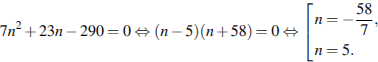 7n² + 23n − 290 = 0 ⇔ (n − 5)(n + 58) = 0 ⇔ [ n = −58/7, n = 5.